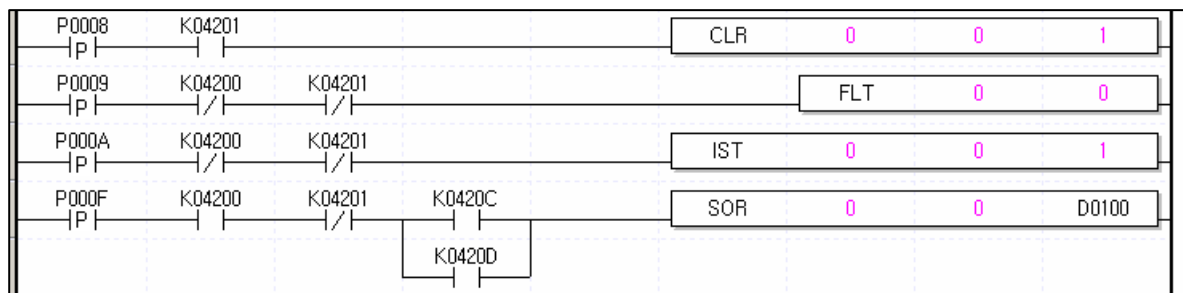 P0008 K04201
P CLR 0 0 1
P0009 K04200 K04201
P FLT 0 0
P000A K04200 K04201
P IST 0 0 1
P000F K04200 K04201 K0420C
P SOR 0 0 D0100
K0420D